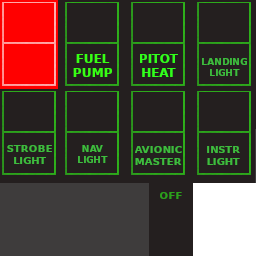 FUEL
PUMP
PITOT
HEAT
LANDING
LIGHT
STROBE
LIGHT
NAV
LIGHT
AVIONIC
MASTER
INSTR
LIGHT
OFF